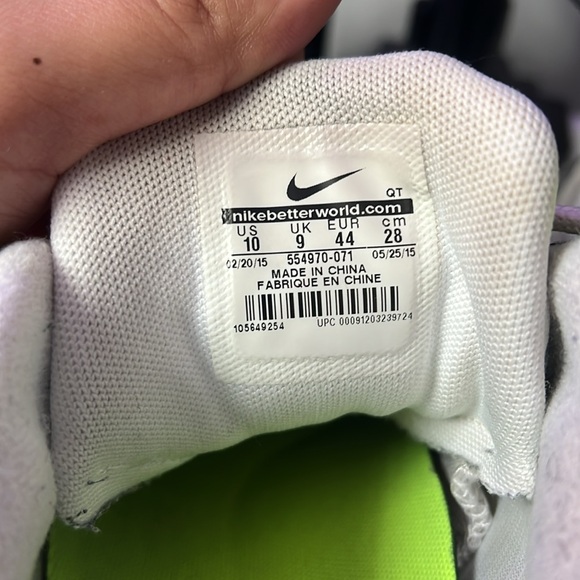 QT
nikebetterworld.com
US UK EUR cm
10 9 44 28
02/20/15 554970-071 05/25/15
MADE IN CHINA
FABRIQUE EN CHINE
105649254 UPC 00091203239724